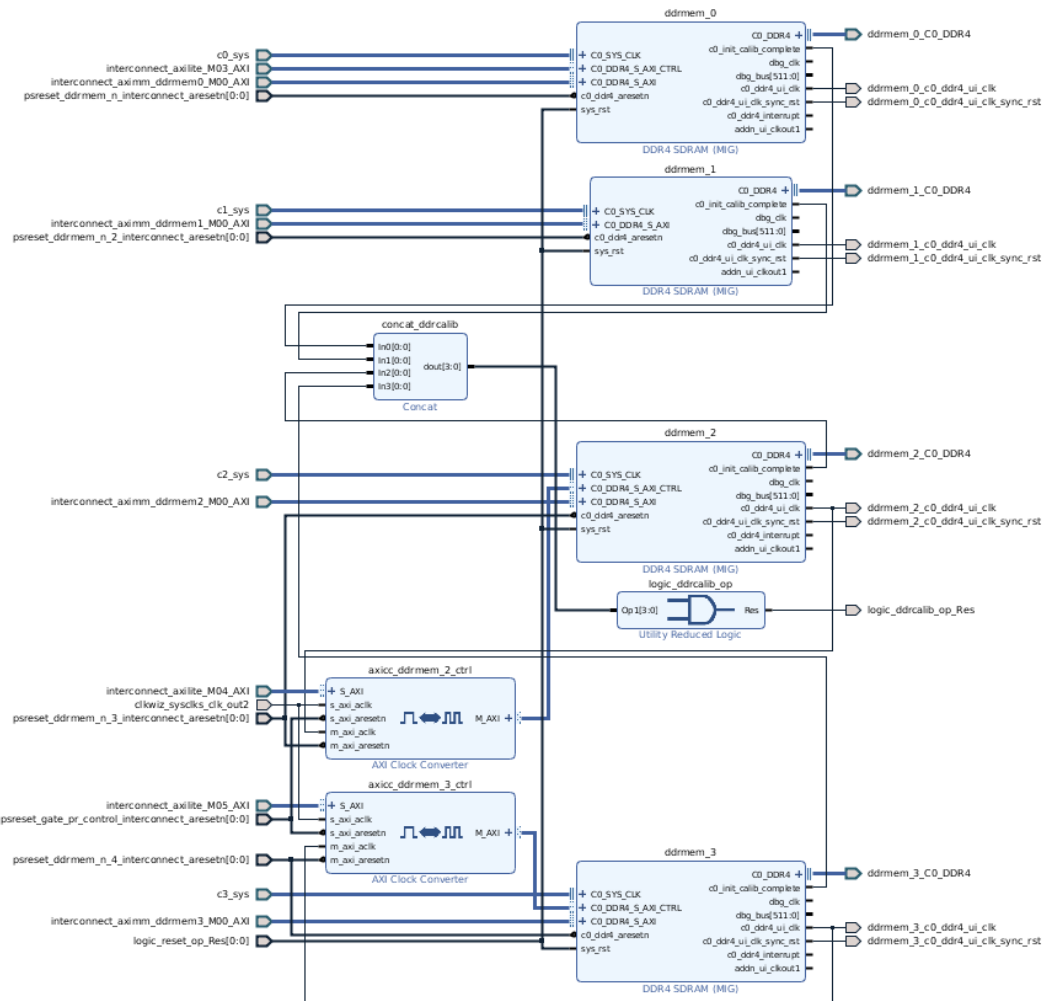 ddrmem_0
c0_sys
interconnect_axilite_M03_AXI
interconnect_aximm_ddrmem0_M00_AXI
psreset_ddrmem_n_interconnect_aresetn[0:0]
C0_SYS_CLK
C0_DDR4_S_AXI_CTRL
C0_DDR4_S_AXI
c0_ddr4_aresetn
sys_rst
C0_DDR4
c0_init_calib_complete
dbg_clk
dbg_bus[511:0]
c0_ddr4_ui_clk
c0_ddr4_ui_clk_sync_rst
c0_ddr4_interrupt
addn_ui_clkout1
ddrmem_0_C0_DDR4
ddrmem_0_c0_ddr4_ui_clk
ddrmem_0_c0_ddr4_ui_clk_sync_rst
DDR4 SDRAM (MIG)
ddrmem_1
c1_sys
interconnect_aximm_ddrmem1_M00_AXI
psreset_ddrmem_n_2_interconnect_aresetn[0:0]
C0_SYS_CLK
C0_DDR4_S_AXI
c0_ddr4_aresetn
sys_rst
C0_DDR4
c0_init_calib_complete
dbg_clk
dbg_bus[511:0]
c0_ddr4_ui_clk
c0_ddr4_ui_clk_sync_rst
addn_ui_clkout1
ddrmem_1_C0_DDR4
ddrmem_1_c0_ddr4_ui_clk
ddrmem_1_c0_ddr4_ui_clk_sync_rst
DDR4 SDRAM (MIG)
concat_ddrcalib
In0[0:0]
In1[0:0]
In2[0:0]
In3[0:0]
dout[3:0]
Concat
ddrmem_2
c2_sys
interconnect_aximm_ddrmem2_M00_AXI
C0_SYS_CLK
C0_DDR4_S_AXI_CTRL
C0_DDR4_S_AXI
c0_ddr4_aresetn
sys_rst
C0_DDR4
c0_init_calib_complete
dbg_clk
dbg_bus[511:0]
c0_ddr4_ui_clk
c0_ddr4_ui_clk_sync_rst
c0_ddr4_interrupt
addn_ui_clkout1
ddrmem_2_C0_DDR4
ddrmem_2_c0_ddr4_ui_clk
ddrmem_2_c0_ddr4_ui_clk_sync_rst
DDR4 SDRAM (MIG)
logic_ddrcalib_op
Op1[3:0]
Res
logic_ddrcalib_op_Res
Utility Reduced Logic
axicc_ddrmem_2_ctrl
interconnect_axilite_M04_AXI
clkwiz_sysclks_clk_out2
psreset_ddrmem_n_3_interconnect_aresetn[0:0]
S_AXI
s_axi_aclk
s_axi_aresetn
m_axi_aclk
m_axi_aresetn
M_AXI
AXI Clock Converter
axicc_ddrmem_3_ctrl
interconnect_axilite_M05_AXI
psreset_gate_pr_control_interconnect_aresetn[0:0]
psreset_ddrmem_n_4_interconnect_aresetn[0:0]
S_AXI
s_axi_aclk
s_axi_aresetn
m_axi_aclk
m_axi_aresetn
M_AXI
AXI Clock Converter
ddrmem_3
c3_sys
interconnect_aximm_ddrmem3_M00_AXI
logic_reset_op_Res[0:0]
C0_SYS_CLK
C0_DDR4_S_AXI_CTRL
C0_DDR4_S_AXI
c0_ddr4_aresetn
sys_rst
C0_DDR4
c0_init_calib_complete
dbg_clk
dbg_bus[511:0]
c0_ddr4_ui_clk
c0_ddr4_ui_clk_sync_rst
c0_ddr4_interrupt
addn_ui_clkout1
ddrmem_3_C0_DDR4
ddrmem_3_c0_ddr4_ui_clk
ddrmem_3_c0_ddr4_ui_clk_sync_rst
DDR4 SDRAM (MIG)